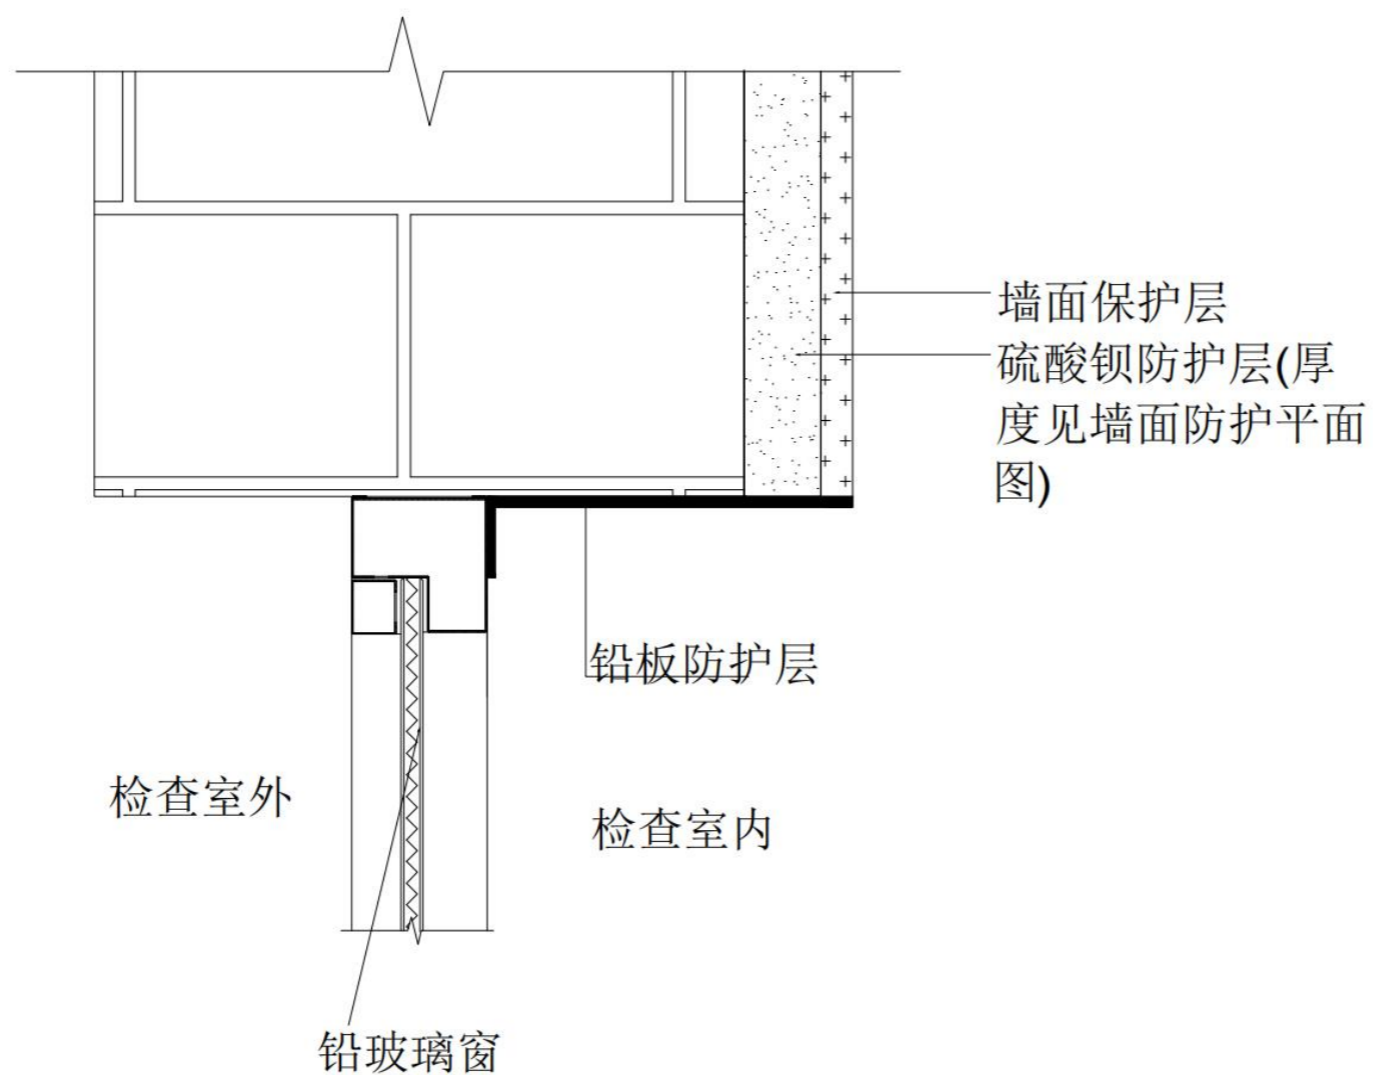 墙面保护层
硫酸钡防护层(厚
度见墙面防护平面
图)
铅板防护层
检查室外
检查室内
铅玻璃窗